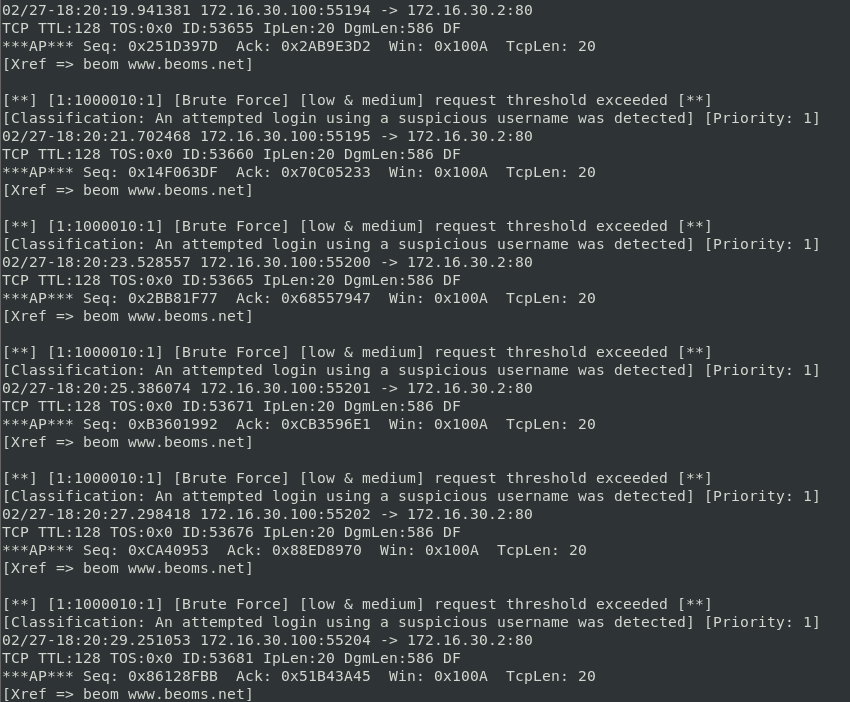 02/27-18:20:19.941381 172.16.30.100:55194 -> 172.16.30.2:80
TCP TTL:128 TOS:0x0 ID:53655 IpLen:20 DgmLen:586 DF
***AP*** Seq: 0x251D397D  Ack: 0x2AB9E3D2  Win: 0x100A  TcpLen: 20
[Xref => beom www.beoms.net]

[**] [1:1000010:1] [Brute Force] [low & medium] request threshold exceeded [**]
[Classification: An attempted login using a suspicious username was detected] [Priority: 1]
02/27-18:20:21.702468 172.16.30.100:55195 -> 172.16.30.2:80
TCP TTL:128 TOS:0x0 ID:53660 IpLen:20 DgmLen:586 DF
***AP*** Seq: 0x14F063DF  Ack: 0x70C05233  Win: 0x100A  TcpLen: 20
[Xref => beom www.beoms.net]

[**] [1:1000010:1] [Brute Force] [low & medium] request threshold exceeded [**]
[Classification: An attempted login using a suspicious username was detected] [Priority: 1]
02/27-18:20:23.528557 172.16.30.100:55200 -> 172.16.30.2:80
TCP TTL:128 TOS:0x0 ID:53665 IpLen:20 DgmLen:586 DF
***AP*** Seq: 0x2BB81F77  Ack: 0x68557947  Win: 0x100A  TcpLen: 20
[Xref => beom www.beoms.net]

[**] [1:1000010:1] [Brute Force] [low & medium] request threshold exceeded [**]
[Classification: An attempted login using a suspicious username was detected] [Priority: 1]
02/27-18:20:25.386074 172.16.30.100:55201 -> 172.16.30.2:80
TCP TTL:128 TOS:0x0 ID:53671 IpLen:20 DgmLen:586 DF
***AP*** Seq: 0xB3601992  Ack: 0xCB3596E1  Win: 0x100A  TcpLen: 20
[Xref => beom www.beoms.net]

[**] [1:1000010:1] [Brute Force] [low & medium] request threshold exceeded [**]
[Classification: An attempted login using a suspicious username was detected] [Priority: 1]
02/27-18:20:27.298418 172.16.30.100:55202 -> 172.16.30.2:80
TCP TTL:128 TOS:0x0 ID:53676 IpLen:20 DgmLen:586 DF
***AP*** Seq: 0xCA40953  Ack: 0x88ED8970  Win: 0x100A  TcpLen: 20
[Xref => beom www.beoms.net]

[**] [1:1000010:1] [Brute Force] [low & medium] request threshold exceeded [**]
[Classification: An attempted login using a suspicious username was detected] [Priority: 1]
02/27-18:20:29.251053 172.16.30.100:55204 -> 172.16.30.2:80
TCP TTL:128 TOS:0x0 ID:53681 IpLen:20 DgmLen:586 DF
***AP*** Seq: 0x86128FBB  Ack: 0x51B43A45  Win: 0x100A  TcpLen: 20
[Xref => beom www.beoms.net]